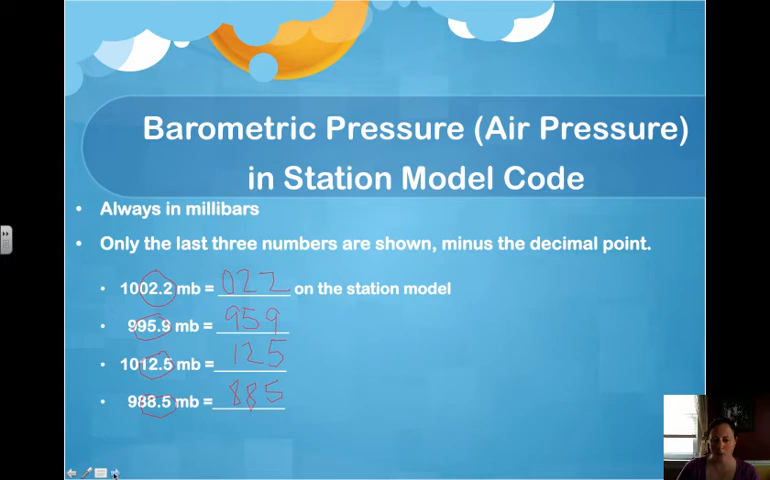 Barometric Pressure (Air Pressure)
in Station Model Code
• Always in millibars
• Only the last three numbers are shown, minus the decimal point.
• 1002.2 mb = 022 on the station model
• 995.9 mb = 959
• 1012.5 mb = 125
• 988.5 mb = 885